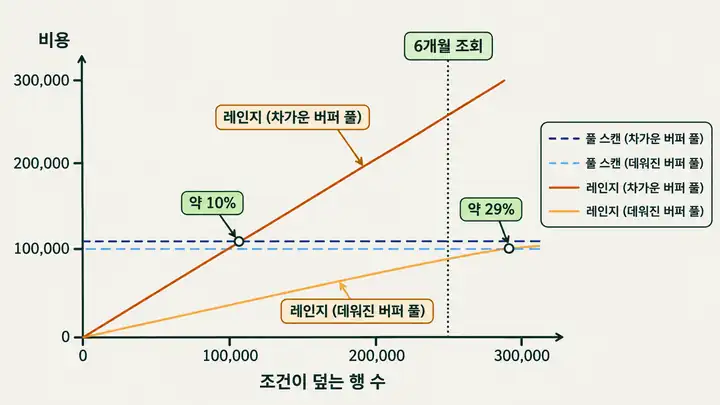 비용
6개월 조회
300,000
레인지 (차가운 버퍼 풀)
풀 스캔 (차가운 버퍼 풀)
풀 스캔 (데워진 버퍼 풀)
레인지 (차가운 버퍼 풀)
레인지 (데워진 버퍼 풀)
200,000
약 10%
약 29%
100,000
레인지 (데워진 버퍼 풀)
0
0
100,000
200,000
300,000
조건이 덮는 행 수